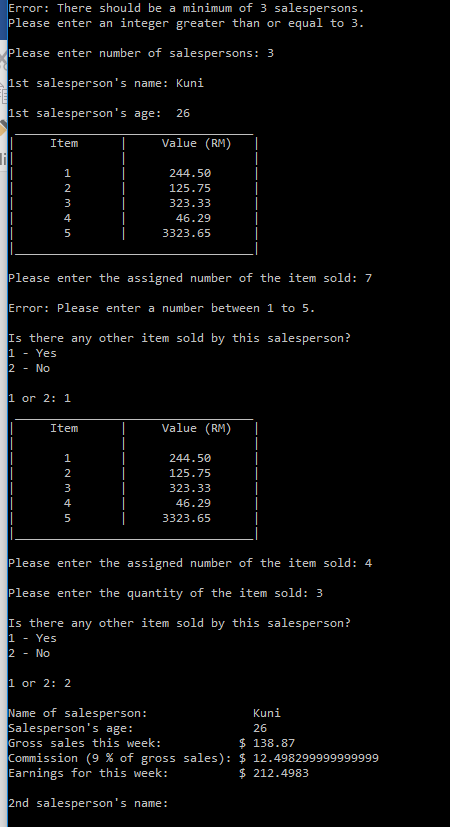 Error: There should be a minimum of 3 salespersons.
Please enter an integer greater than or equal to 3.
Please enter number of salespersons: 3
1st salesperson's name: Kuni
1st salesperson's age:  26
Item | Value (RM)
1 | 244.50
2 | 125.75
3 | 323.33
4 | 46.29
5 | 3323.65
Please enter the assigned number of the item sold: 7
Error: Please enter a number between 1 to 5.
Is there any other item sold by this salesperson?
1 - Yes
2 - No
1 or 2: 1
Item | Value (RM)
1 | 244.50
2 | 125.75
3 | 323.33
4 | 46.29
5 | 3323.65
Please enter the assigned number of the item sold: 4
Please enter the quantity of the item sold: 3
Is there any other item sold by this salesperson?
1 - Yes
2 - No
1 or 2: 2
Name of salesperson: Kuni
Salesperson's age: 26
Gross sales this week: $ 138.87
Commission (9 % of gross sales): $ 12.498299999999999
Earnings for this week: $ 212.4983
2nd salesperson's name: